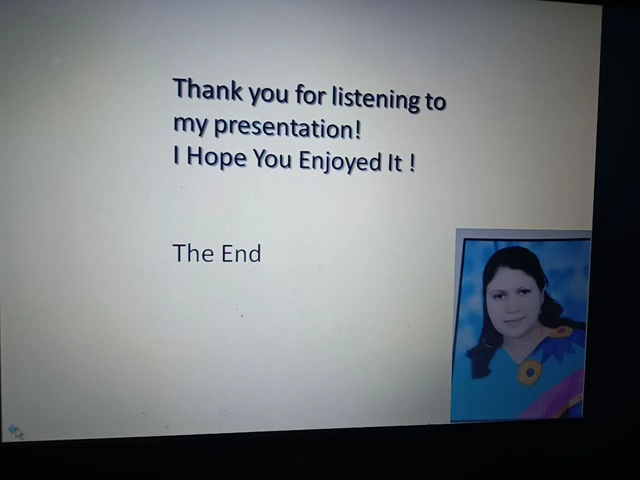 Thank you for listening to
my presentation!
I Hope You Enjoyed It !
The End